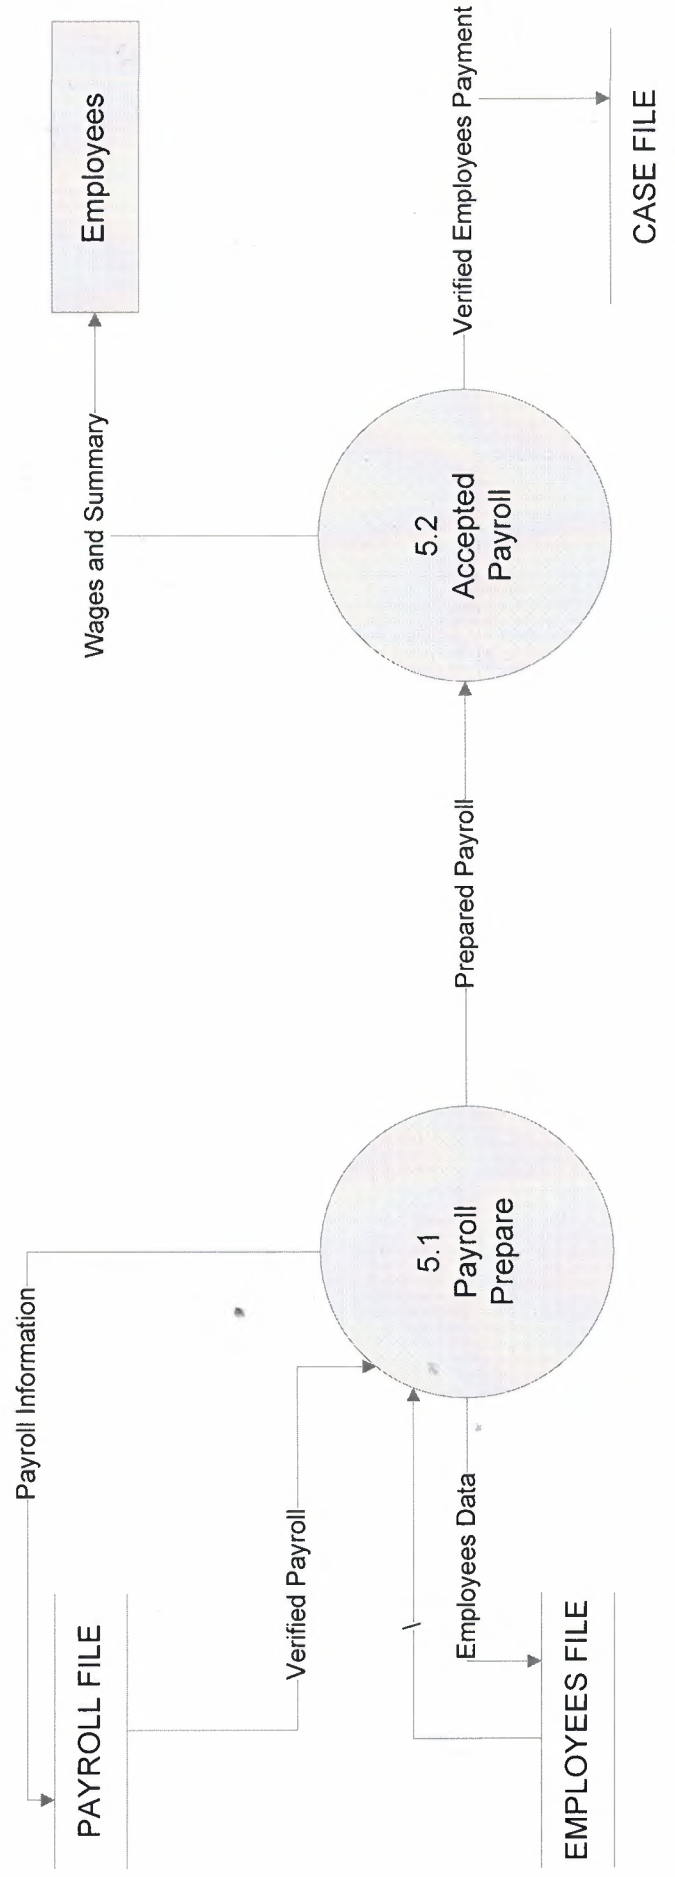 Payroll Information
PAYROLL FILE
Wages and Summary
Employees
Verified Payroll
/
Employees Data
EMPLOYEES FILE
5.1
Payroll
Prepare
Prepared Payroll
5.2
Accepted
Payroll
Verified Employees Payment
CASE FILE